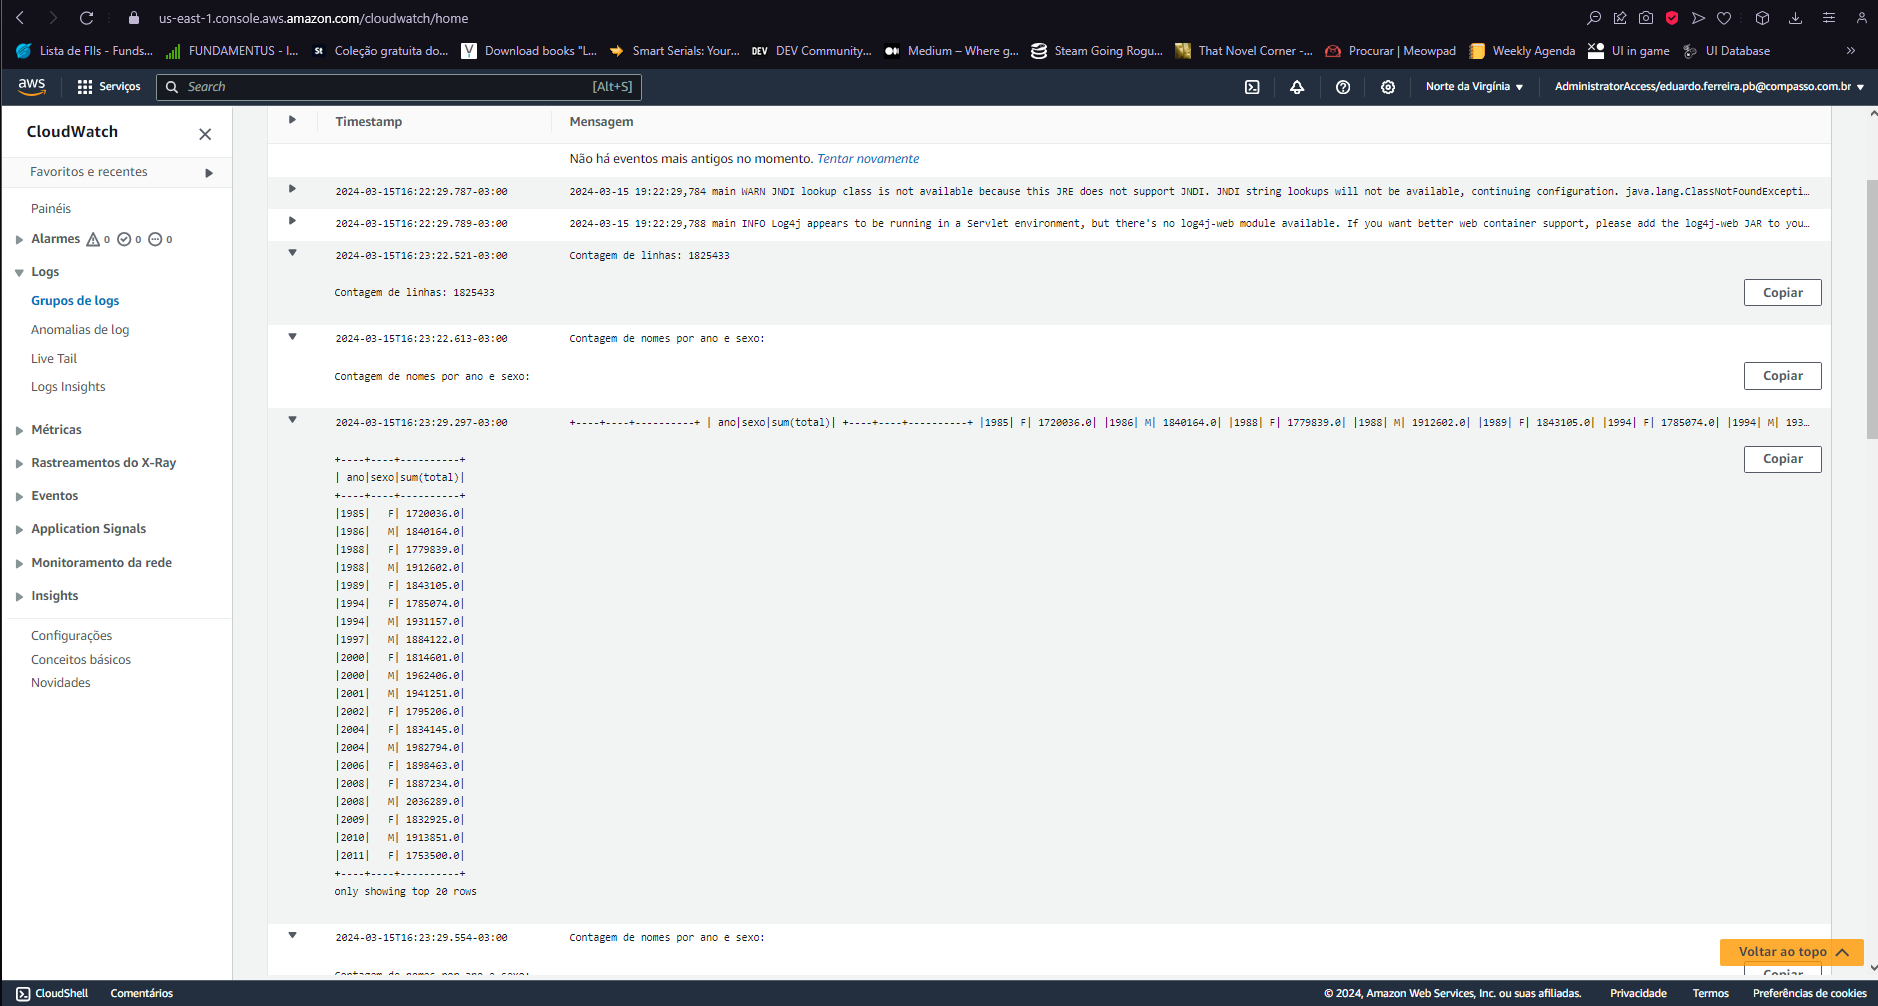 us-east-1.console.aws.amazon.com/cloudwatch/home
Lista de FIIs - Funds...
FUNDAMENTUS - I...
St
Coleção gratuita do...
Y
Download books "L...
Smart Serials: Your...
DEV
DEV Community...
Medium – Where g...
Steam Going Rogu...
That Novel Corner -...
Procurar | Meowpad
Weekly Agenda
UI in game
UI Database
»
aws
Serviços
Search
[Alt+S]
Norte da Virgínia
AdministratorAccess/eduardo.ferreira.pb@compasso.com.br
CloudWatch
Favoritos e recentes
Painéis
Alarmes 0 0 0
Logs
Grupos de logs
Anomalias de log
Live Tail
Logs Insights
Métricas
Rastreamentos do X-Ray
Eventos
Application Signals
Monitoramento da rede
Insights
Configurações
Conceitos básicos
Novidades
Timestamp Mensagem
Não há eventos mais antigos no momento. Tentar novamente
2024-03-15T16:22:29.787-03:00 2024-03-15 19:22:29,784 main WARN JNDI lookup class is not available because this JRE does not support JNDI. JNDI string lookups will not be available, continuing configuration. java.lang.ClassNotFoundExcepti…
2024-03-15T16:22:29.789-03:00 2024-03-15 19:22:29,788 main INFO Log4j appears to be running in a Servlet environment, but there's no log4j-web module available. If you want better web container support, please add the log4j-web JAR to you…
2024-03-15T16:23:22.521-03:00 Contagem de linhas: 1825433
Contagem de linhas: 1825433
Copiar
2024-03-15T16:23:22.613-03:00 Contagem de nomes por ano e sexo:
Contagem de nomes por ano e sexo:
Copiar
2024-03-15T16:23:29.297-03:00 +----+----+----------+ | ano|sexo|sum(total)| +----+----+----------+ |1985| F| 1720036.0| |1986| M| 1840164.0| |1988| F| 1779839.0| |1988| M| 1912602.0| |1989| F| 1843105.0| |1994| F| 1785074.0| |1994| M| 193…
Copiar
+----+----+----------+
| ano|sexo|sum(total)|
+----+----+----------+
|1985|   F| 1720036.0|
|1986|   M| 1840164.0|
|1988|   F| 1779839.0|
|1988|   M| 1912602.0|
|1989|   F| 1843105.0|
|1994|   F| 1785074.0|
|1994|   M| 1931157.0|
|1997|   M| 1884122.0|
|2000|   F| 1814601.0|
|2000|   M| 1962406.0|
|2001|   M| 1941251.0|
|2002|   F| 1795206.0|
|2004|   F| 1834145.0|
|2004|   M| 1982794.0|
|2006|   F| 1898463.0|
|2008|   F| 1887234.0|
|2008|   M| 2036289.0|
|2009|   F| 1832925.0|
|2010|   M| 1913851.0|
|2011|   F| 1753500.0|
+----+----+----------+
only showing top 20 rows
2024-03-15T16:23:29.554-03:00 Contagem de nomes por ano e sexo:
Voltar ao topo
Contagem de nomes por ano e sexo:
Copiar
CloudShell
Comentários
© 2024, Amazon Web Services, Inc. ou suas afiliadas.
Privacidade
Termos
Preferências de cookies